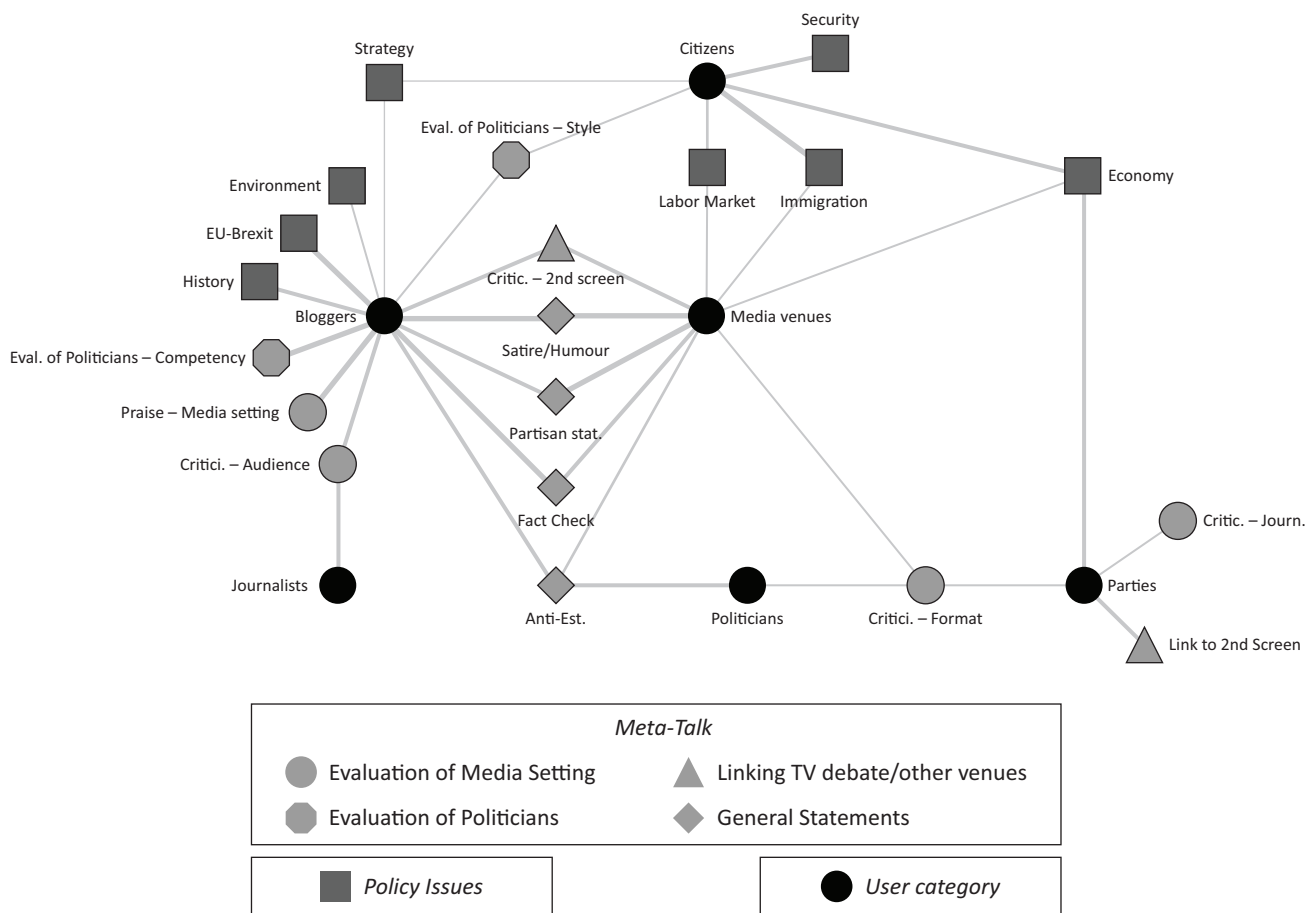 Security
Strategy
Citizens
Eval. of Politicians – Style
Environment
Economy
Labor Market
Immigration
EU-Brexit
History
Critic. – 2nd screen
Bloggers
Media venues
Satire/Humour
Eval. of Politicians – Competency
Praise – Media setting
Partisan stat.
Critici. – Audience
Fact Check
Critic. – Journ.
Journalists
Parties
Anti-Est.
Politicians
Critici. – Format
Link to 2nd Screen
Meta-Talk
Evaluation of Media Setting
Linking TV debate/other venues
Evaluation of Politicians
General Statements
Policy Issues
User category